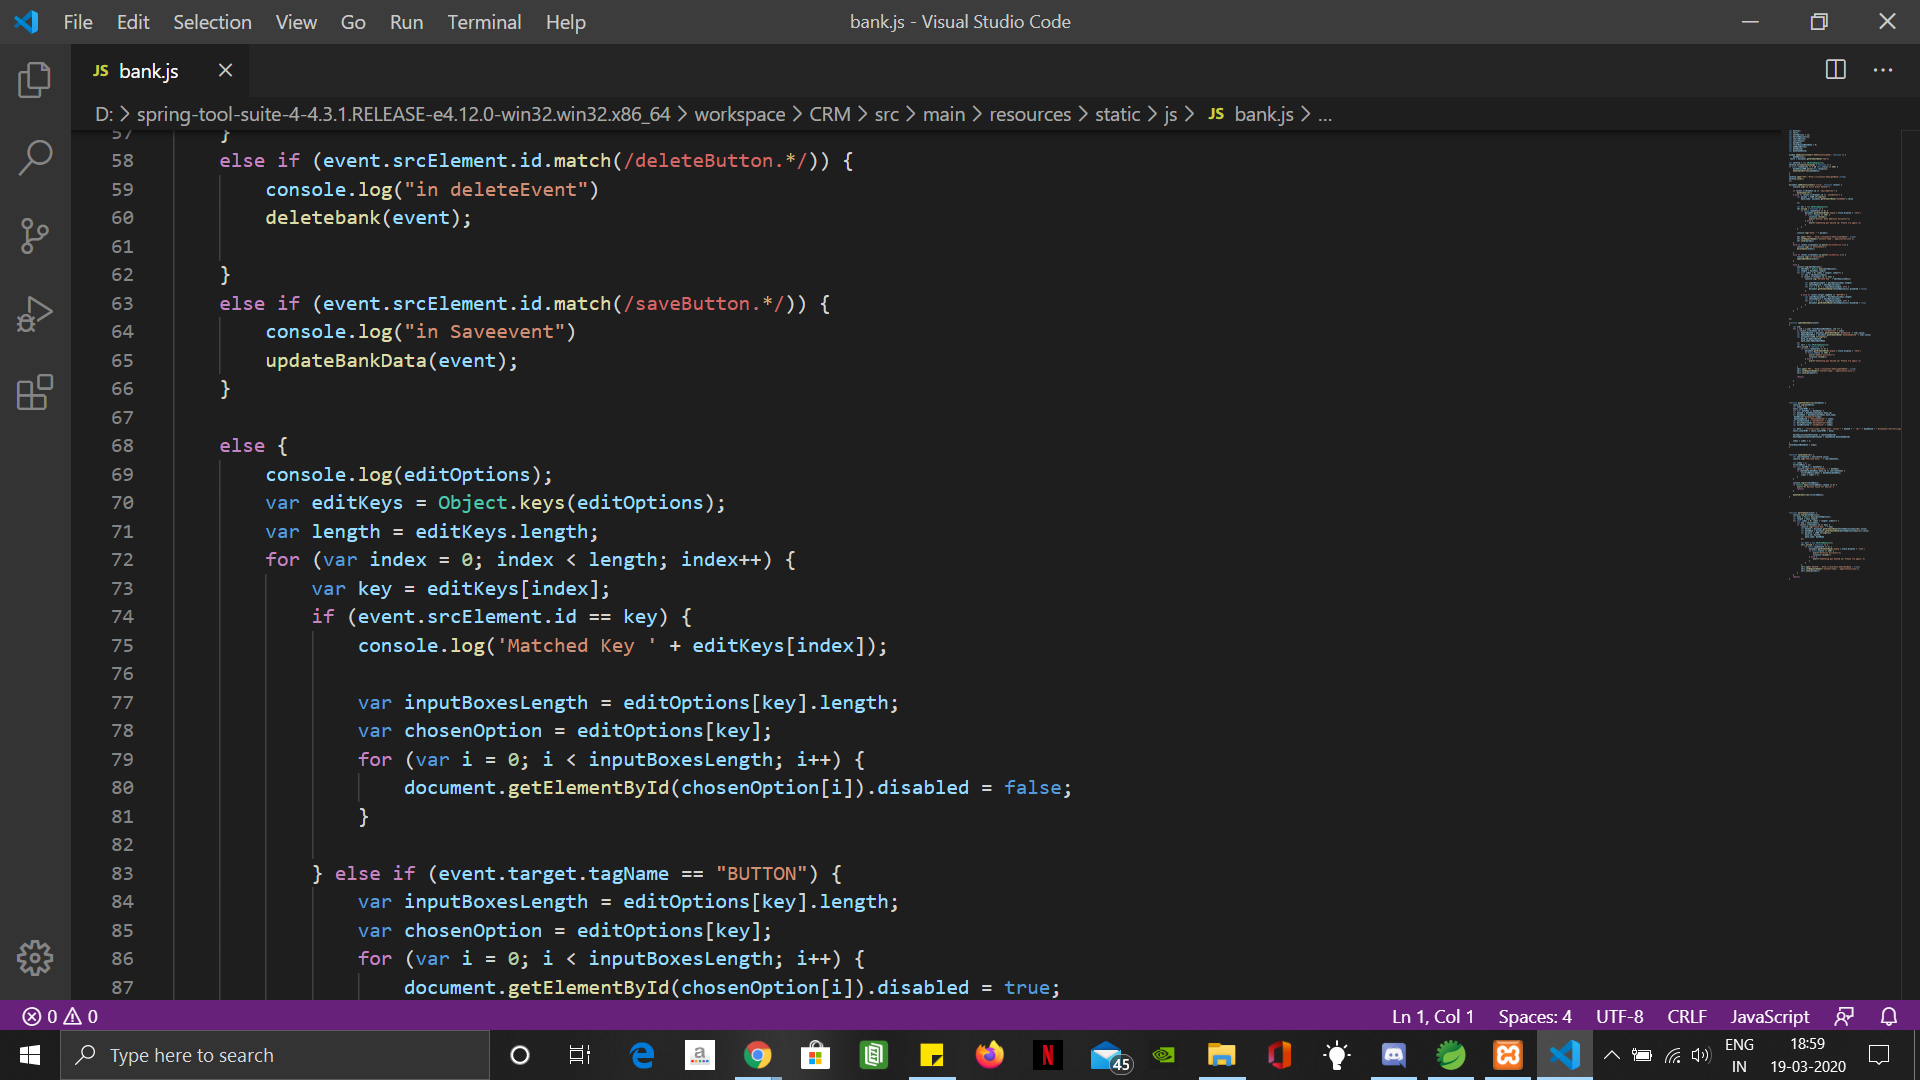 File Edit Selection View Go Run Terminal Help bank.js - Visual Studio Code
JS bank.js
D: > spring-tool-suite-4-4.3.1.RELEASE-e4.12.0-win32.win32.x86_64 > workspace > CRM > src > main > resources > static > js > JS bank.js > ...
57 }
58 else if (event.srcElement.id.match(/deleteButton.*/)) {
59 console.log("in deleteEvent")
60 deletebank(event);
61
62 }
63 else if (event.srcElement.id.match(/saveButton.*/)) {
64 console.log("in Saveevent")
65 updateBankData(event);
66 }
67
68 else {
69 console.log(editOptions);
70 var editKeys = Object.keys(editOptions);
71 var length = editKeys.length;
72 for (var index = 0; index < length; index++) {
73 var key = editKeys[index];
74 if (event.srcElement.id == key) {
75 console.log('Matched Key ' + editKeys[index]);
76
77 var inputBoxesLength = editOptions[key].length;
78 var chosenOption = editOptions[key];
79 for (var i = 0; i < inputBoxesLength; i++) {
80 document.getElementById(chosenOption[i]).disabled = false;
81 }
82
83 } else if (event.target.tagName == "BUTTON") {
84 var inputBoxesLength = editOptions[key].length;
85 var chosenOption = editOptions[key];
86 for (var i = 0; i < inputBoxesLength; i++) {
87 document.getElementById(chosenOption[i]).disabled = true;
0 0 Ln 1, Col 1 Spaces: 4 UTF-8 CRLF JavaScript
Type here to search
a
N
45
ENG
IN
18:59
19-03-2020